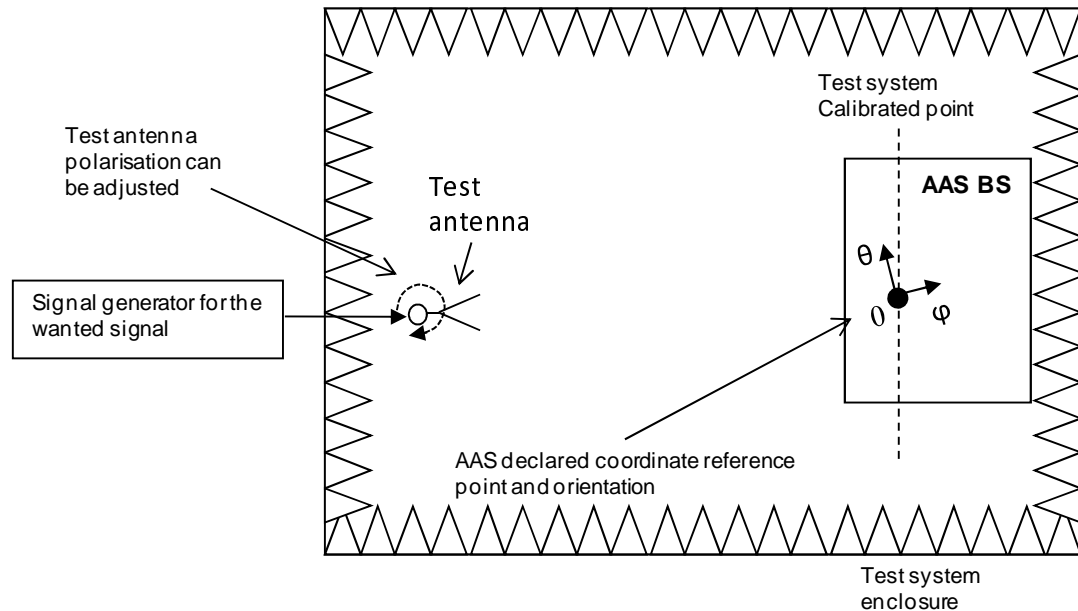 Test system
Calibrated point
Test antenna
polarisation can
be adjusted
Test
antenna
AAS BS
θ
0
φ
Signal generator for the
wanted signal
AAS declared coordinate reference
point and orientation
Test system
enclosure